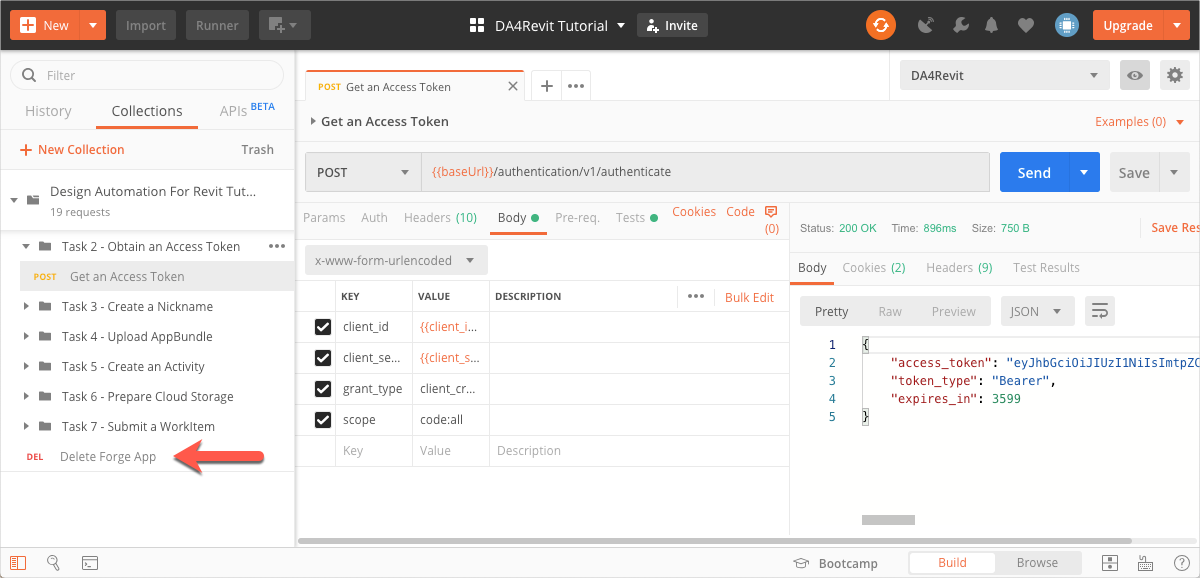 New
Import
Runner
DA4Revit Tutorial
Invite
Upgrade
Filter
History
Collections
APIs BETA
New Collection
Trash
Design Automation For Revit Tut...
19 requests
Task 2 - Obtain an Access Token
POST Get an Access Token
Task 3 - Create a Nickname
Task 4 - Upload AppBundle
Task 5 - Create an Activity
Task 6 - Prepare Cloud Storage
Task 7 - Submit a WorkItem
DEL Delete Forge App
POST Get an Access Token
DA4Revit
Get an Access Token
Examples (0)
POST
{{baseUrl}}/authentication/v1/authenticate
Send
Save
Params
Auth
Headers (10)
Body
Pre-req.
Tests
Cookies
Code
(0)
x-www-form-urlencoded
KEY
VALUE
DESCRIPTION
Bulk Edit
client_id
{{client_i...
client_se...
{{client_s...
grant_type
client_cr...
scope
code:all
Key
Value
Description
Status: 200 OK
Time: 896ms
Size: 750 B
Save Res
Body
Cookies (2)
Headers (9)
Test Results
Pretty
Raw
Preview
JSON
1 {
2 "access_token": "eyJhbGciOiJIUzI1NiIsImtpZC
3 "token_type": "Bearer",
4 "expires_in": 3599
5 }
Bootcamp
Build
Browse